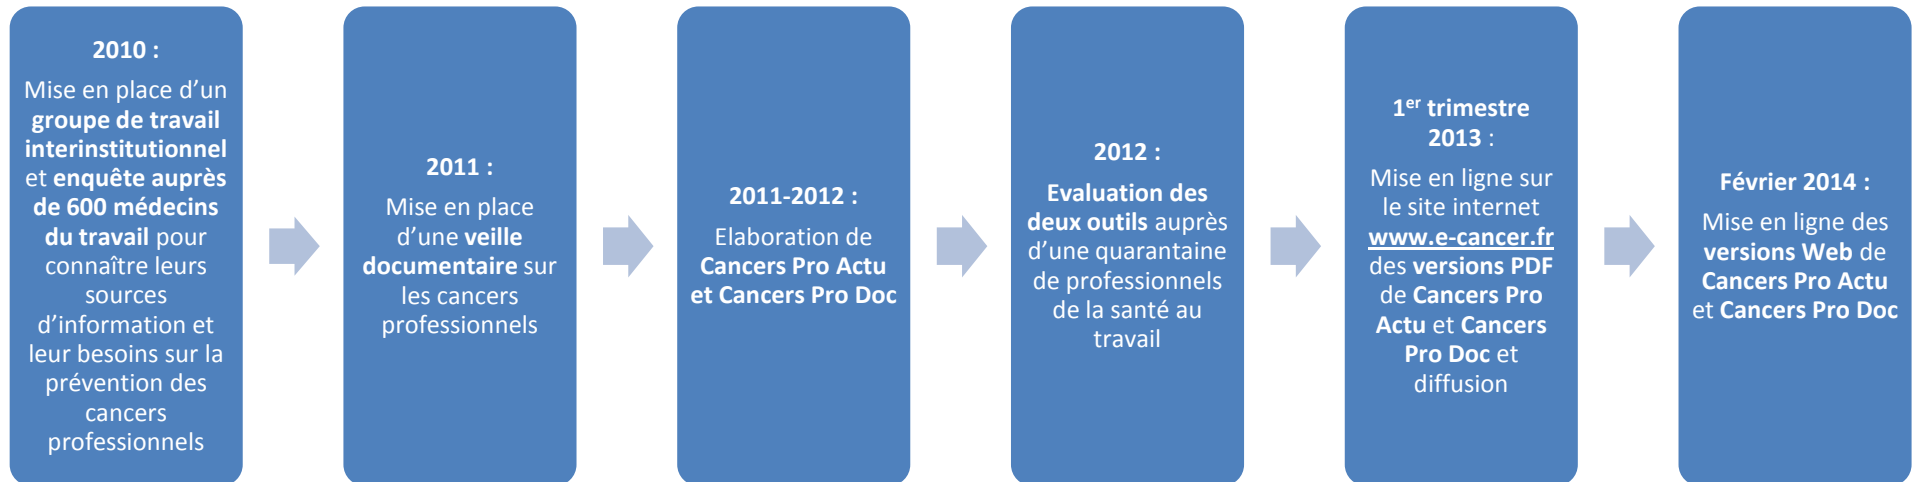 2010 :
Mise en place d’un
groupe de travail
interinstitutionnel
et enquête auprès
de 600 médecins
du travail pour
connaître leurs
sources
d’information et
leur besoins sur la
prévention des
cancers
professionnels
2011 :
Mise en place
d’une veille
documentaire sur
les cancers
professionnels
2011-2012 :
Elaboration de
Cancers Pro Actu
et Cancers Pro Doc
2012 :
Evaluation des
deux outils auprès
d’une quarantaine
de professionnels
de la santé au
travail
1er trimestre
2013 :
Mise en ligne sur
le site internet
www.e-cancer.fr
des versions PDF
de Cancers Pro
Actu et Cancers
Pro Doc et
diffusion
Février 2014 :
Mise en ligne des
versions Web de
Cancers Pro Actu
et Cancers Pro Doc